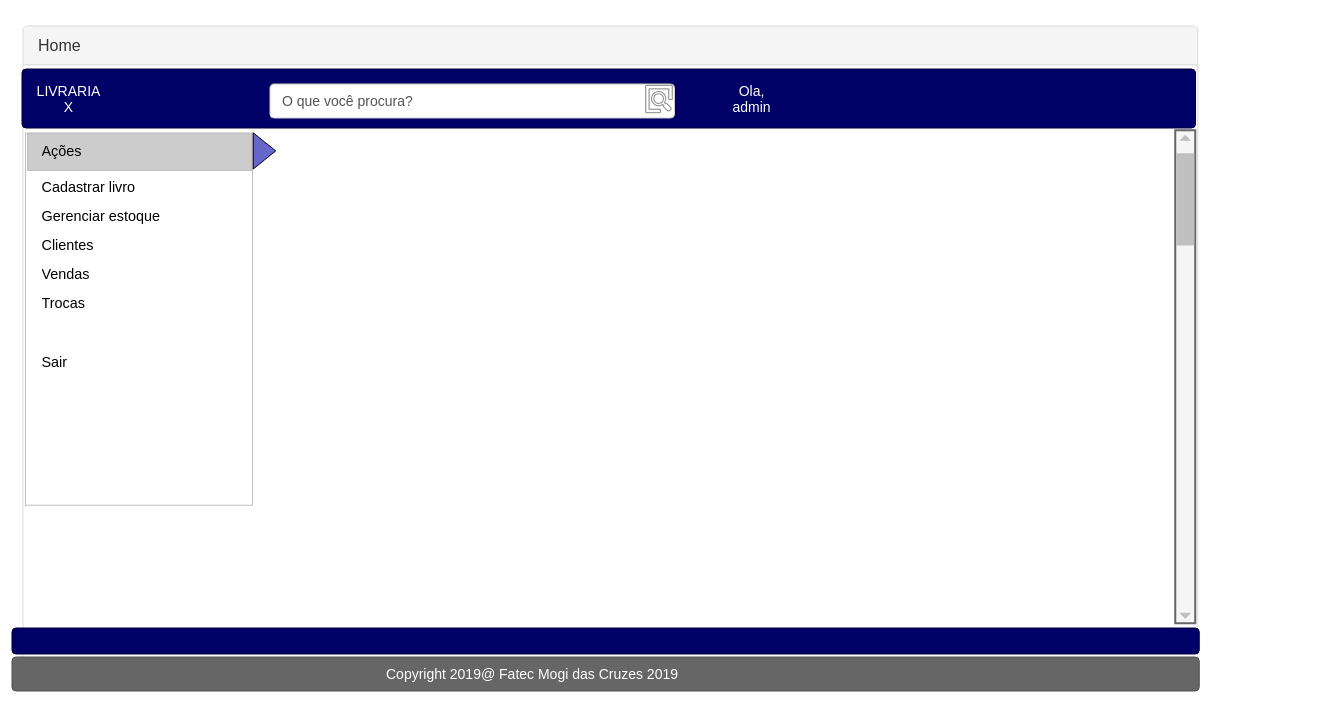 Home
LIVRARIA
X
O que você procura?
Ola,
admin
Ações
Cadastrar livro
Gerenciar estoque
Clientes
Vendas
Trocas
Sair
Copyright 2019@ Fatec Mogi das Cruzes 2019